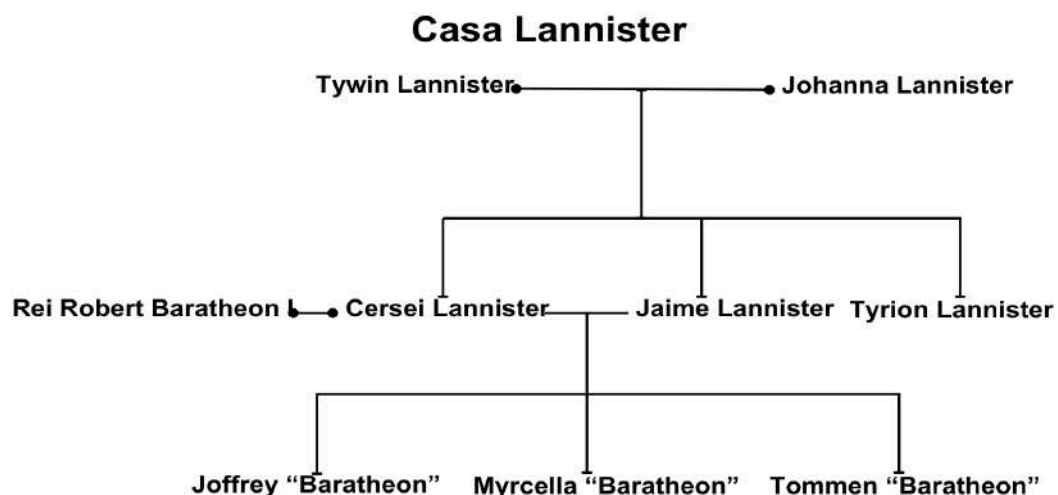 Casa Lannister
Tywin Lannister Johanna Lannister
Rei Robert Baratheon I Cersei Lannister Jaime Lannister Tyrion Lannister
Joffrey “Baratheon” Myrcella “Baratheon” Tommen “Baratheon”